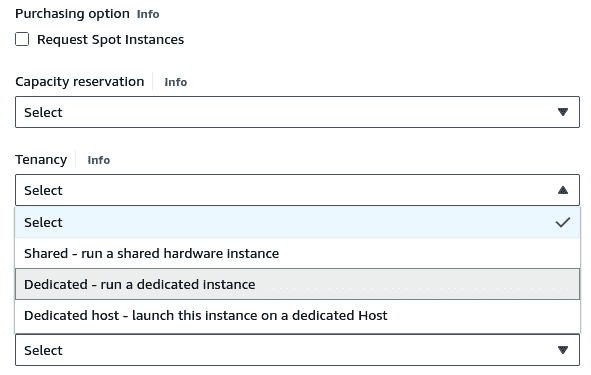 Purchasing option Info
Request Spot Instances
Capacity reservation Info
Select
Tenancy Info
Select
Select
Shared - run a shared hardware instance
Dedicated - run a dedicated instance
Dedicated host - launch this instance on a dedicated Host
Select